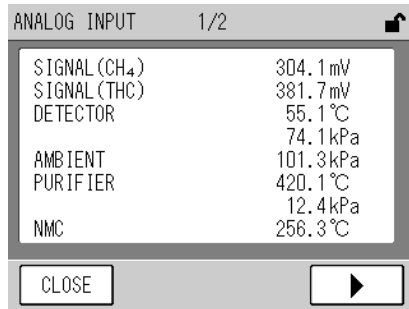 ANALOG INPUT 1/2
SIGNAL(CH₄) 304.1mV
SIGNAL(THC) 381.7mV
DETECTOR 55.1℃
74.1kPa
AMBIENT 101.3kPa
PURIFIER 420.1℃
12.4kPa
NMC 256.3℃
CLOSE